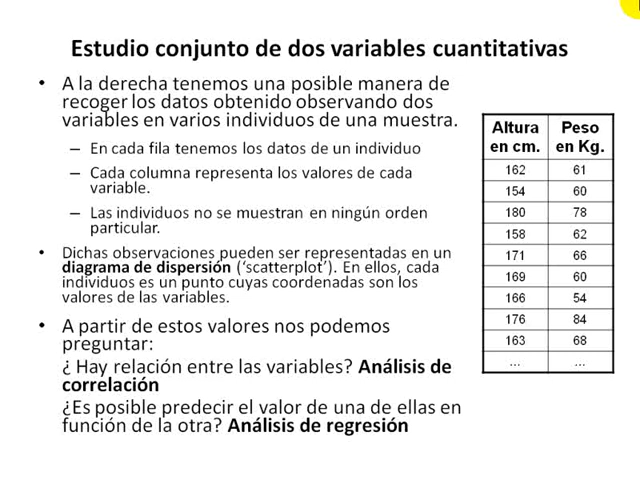 Estudio conjunto de dos variables cuantitativas
• A la derecha tenemos una posible manera de
recoger los datos obtenido observando dos
variables en varios individuos de una muestra.
– En cada fila tenemos los datos de un individuo
– Cada columna representa los valores de cada
variable.
– Las individuos no se muestran en ningún orden
particular.
• Dichas observaciones pueden ser representadas en un
diagrama de dispersión (‘scatterplot’). En ellos, cada
individuos es un punto cuyas coordenadas son los
valores de las variables.
• A partir de estos valores nos podemos
preguntar:
¿ Hay relación entre las variables? Análisis de
correlación
¿Es posible predecir el valor de una de ellas en
función de la otra? Análisis de regresión
Altura Peso
en cm. en Kg.
162 61
154 60
180 78
158 62
171 66
169 60
166 54
176 84
163 68
... ...